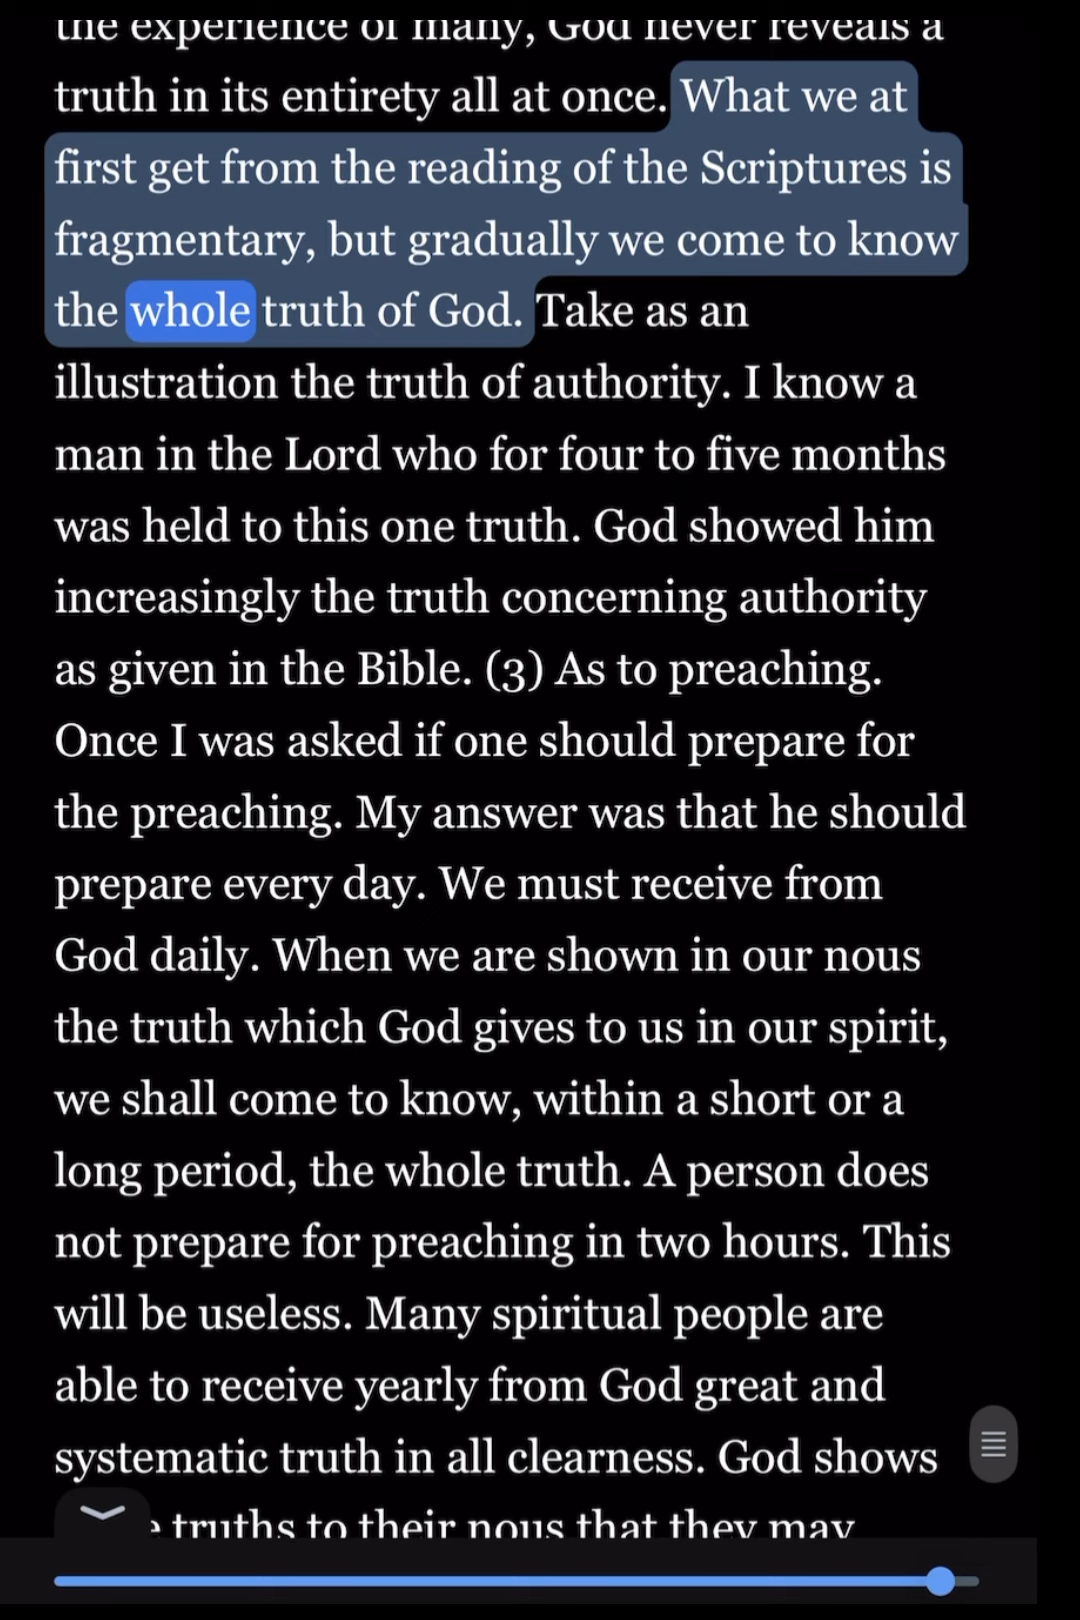 the experience of many, God never reveals a
truth in its entirety all at once. What we at
first get from the reading of the Scriptures is
fragmentary, but gradually we come to know
the whole truth of God. Take as an
illustration the truth of authority. I know a
man in the Lord who for four to five months
was held to this one truth. God showed him
increasingly the truth concerning authority
as given in the Bible. (3) As to preaching.
Once I was asked if one should prepare for
the preaching. My answer was that he should
prepare every day. We must receive from
God daily. When we are shown in our nous
the truth which God gives to us in our spirit,
we shall come to know, within a short or a
long period, the whole truth. A person does
not prepare for preaching in two hours. This
will be useless. Many spiritual people are
able to receive yearly from God great and
systematic truth in all clearness. God shows
truths to their nous that they may